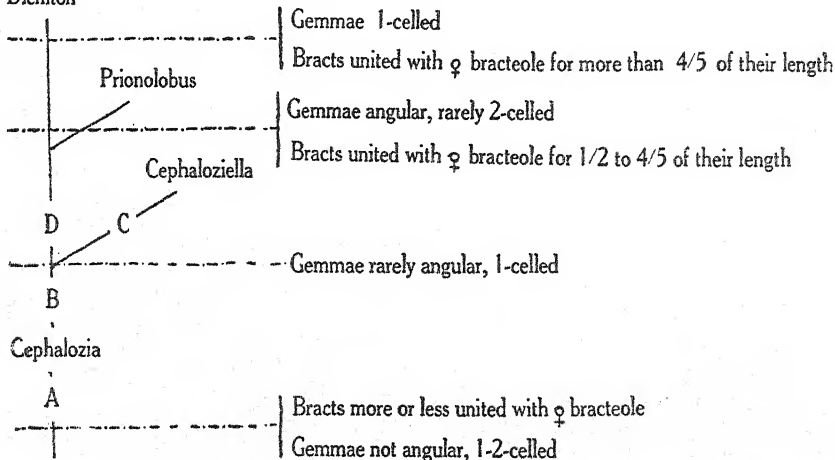 Gemmae 1-celled
Bracts united with ♀ bracteole for more than 4/5 of their length
Prionolobus
Gemmae angular, rarely 2-celled
Bracts united with ♀ bracteole for 1/2 to 4/5 of their length
Cephaloziella
D
C
Gemmae rarely angular, 1-celled
B
Cephalozia
A
Bracts more or less united with ♀ bracteole
Gemmae not angular, 1-2-celled